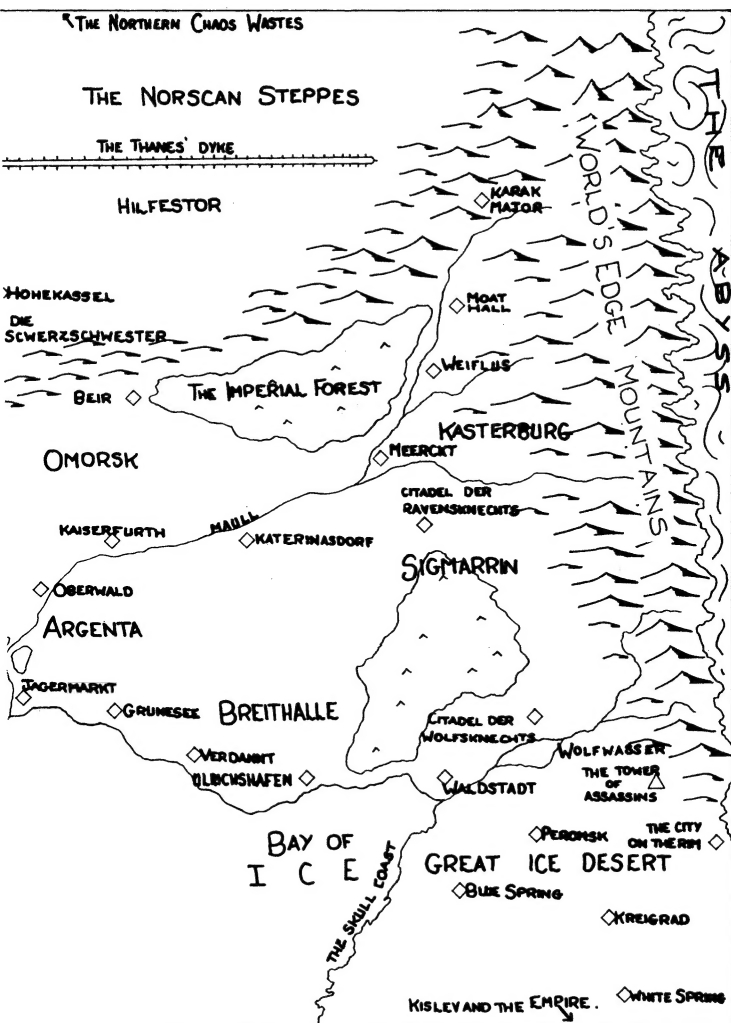 THE NORTHERN CHAOS WASTES
THE NORSCAN STEPPES
THE THANES' DYKE
HILFESTOR
KARAK
MAJOR
THE ABYSS
WORLD'S EDGE MOUNTAINS
HOHEKASSEL
DIE
SCWERZSCHWESTER
MOAT
HALL
WEIFLUS
THE IMPERIAL FOREST
BEIR
KASTERBURG
MEERCKT
OMORSK
CITADEL DER
RAVENSKNECHTS
MAULL
KAISERFURTH
KATERINASDORF
SIGMARRIN
OBERWALD
ARGENTA
JAGERMARKT
GRUNESEE
BREITHALLE
CITADEL DER
WOLFSKNECHTS
WOLFWASSER
VERDANNT
ULRICHSHAFEN
WALDSTADT
THE TOWER
OF
ASSASSINS
PEROMSK
THE CITY
ON THE RIM
BAY OF
ICE
THE SKULL COAST
GREAT ICE DESERT
BLUE SPRING
KREIGRAD
WHITE SPRING
KISLEV AND THE EMPIRE.